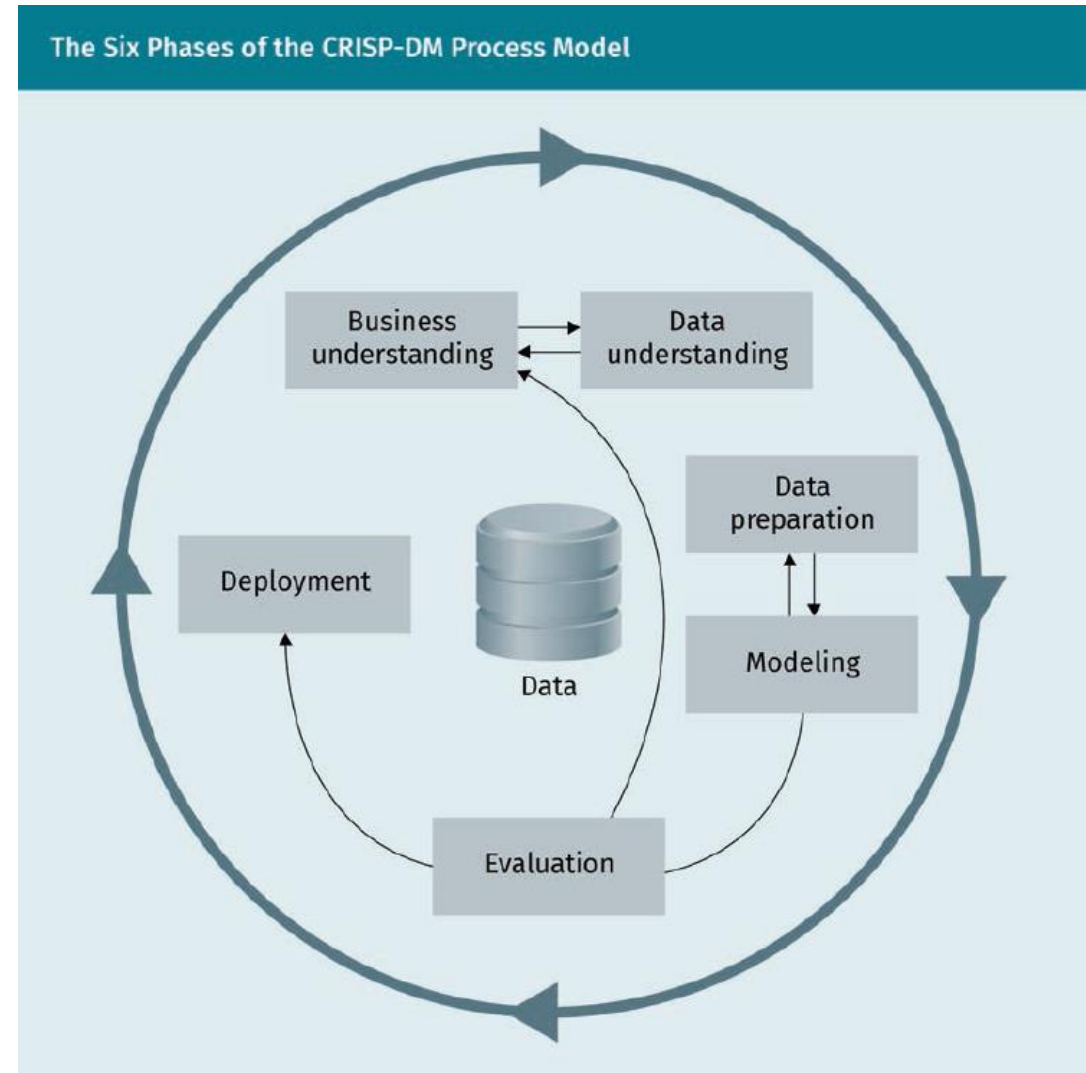 The Six Phases of the CRISP-DM Process Model
Business
understanding
Data
understanding
Data
preparation
Deployment
Modeling
Data
Evaluation